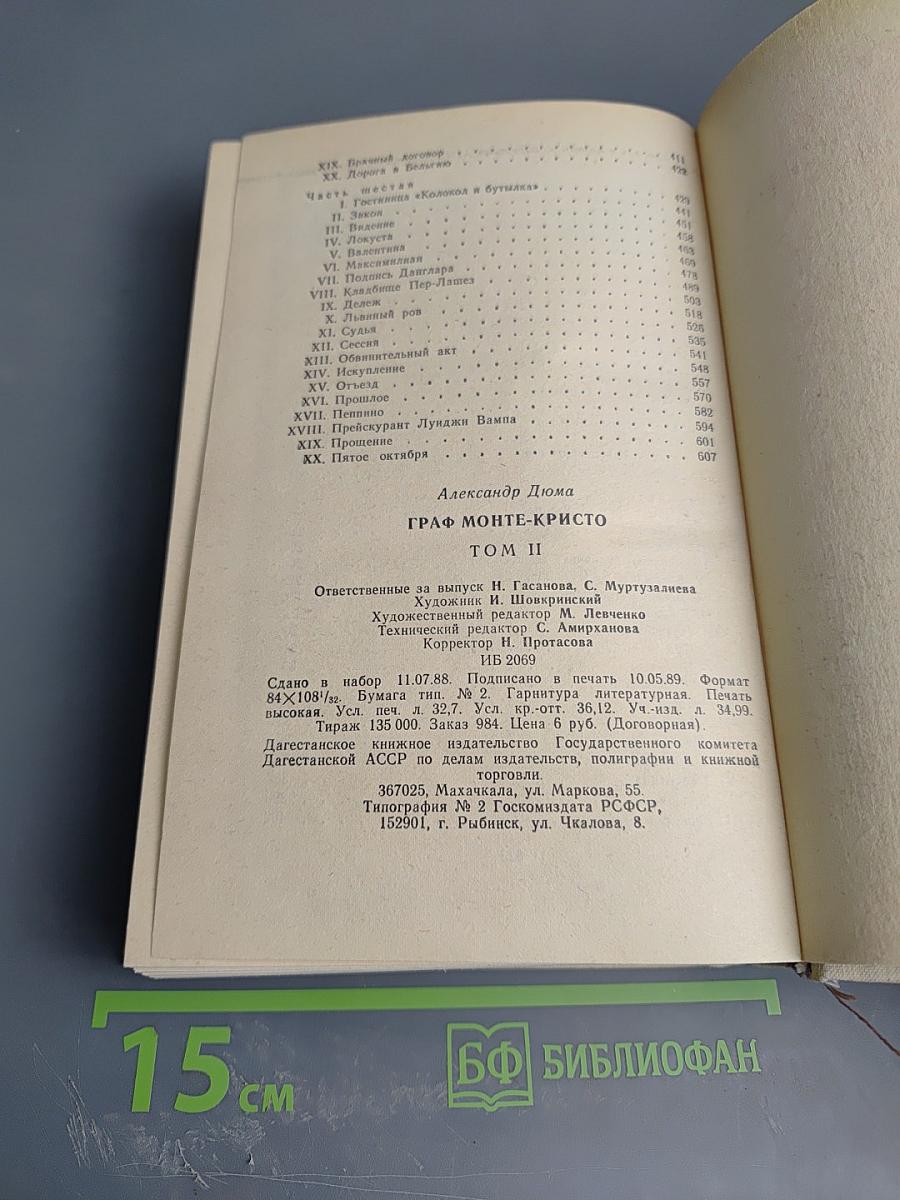 XIX. Брачный договор 411
XX. Дорога в Бельгию 422
Часть шестая
I. Гостиница «Колокол и бутылка» 429
II. Закон 441
III. Видение 451
IV. Локуста 458
V. Валентина 463
VI. Максимилиан 469
VII. Подпись Данглара 478
VIII. Кладбище Пер-Лашез 489
IX. Дележ 503
X. Львиный ров 518
XI. Судья 526
XII. Сессия 535
XIII. Обвинительный акт 541
XIV. Искупление 548
XV. Отъезд 557
XVI. Прошлое 570
XVII. Пеппино 582
XVIII. Прейскурант Луиджи Вампа 594
XIX. Прощение 601
XX. Пятое октября 607
Александр Дюма
ГРАФ МОНТЕ-КРИСТО
ТОМ II
Ответственные за выпуск Н. Гасанова, С. Муртузалиева
Художник И. Шовкринский
Художественный редактор М. Левченко
Технический редактор С. Амирханова
Корректор Н. Протасова
ИБ 2069
Сдано в набор 11.07.88. Подписано в печать 10.05.89. Формат
84×108¹/₃₂. Бумага тип. № 2. Гарнитура литературная. Печать
высокая. Усл. печ. л. 32,7. Усл. кр.-отт. 36,12. Уч.-изд. л. 34,99.
Тираж 135 000. Заказ 984. Цена 6 руб. (Договорная).
Дагестанское книжное издательство Государственного комитета
Дагестанской АССР по делам издательств, полиграфии и книжной
торговли.
367025, Махачкала, ул. Маркова, 55.
Типография № 2 Госкомиздата РСФСР,
152901, г. Рыбинск, ул. Чкалова, 8.
15 см
БФ БИБЛИОФАН